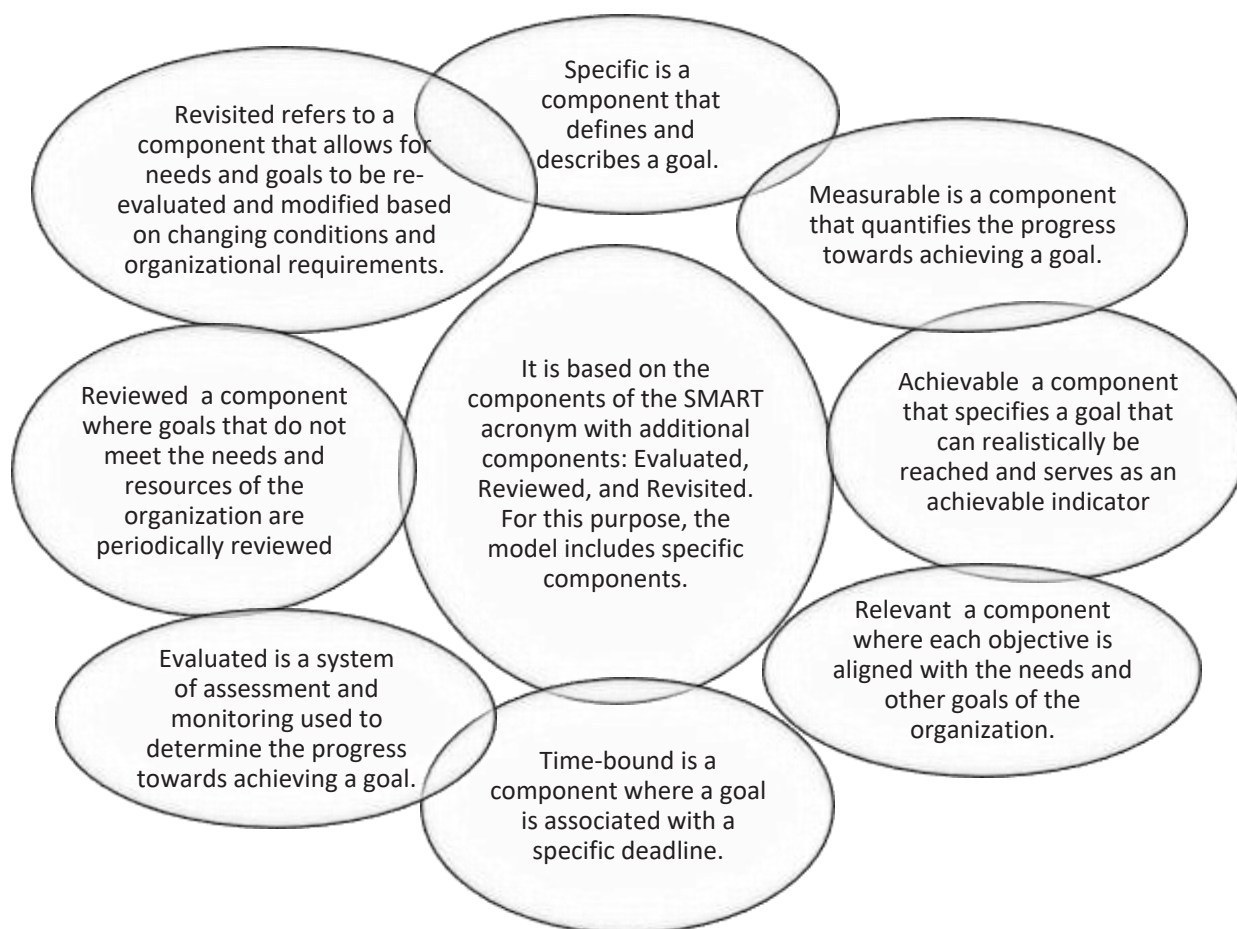 Specific is a
component that
defines and
describes a goal.
Measurable is a component
that quantifies the progress
towards achieving a goal.
Achievable  a component
that specifies a goal that
can realistically be
reached and serves as an
achievable indicator
Relevant  a component
where each objective is
aligned with the needs and
other goals of the
organization.
Time-bound is a
component where a goal
is associated with a
specific deadline.
Evaluated is a system
of assessment and
monitoring used to
determine the progress
towards achieving a goal.
Reviewed  a component
where goals that do not
meet the needs and
resources of the
organization are
periodically reviewed
Revisited refers to a
component that allows for
needs and goals to be re-
evaluated and modified based
on changing conditions and
organizational requirements.
It is based on the
components of the SMART
acronym with additional
components: Evaluated,
Reviewed, and Revisited.
For this purpose, the
model includes specific
components.